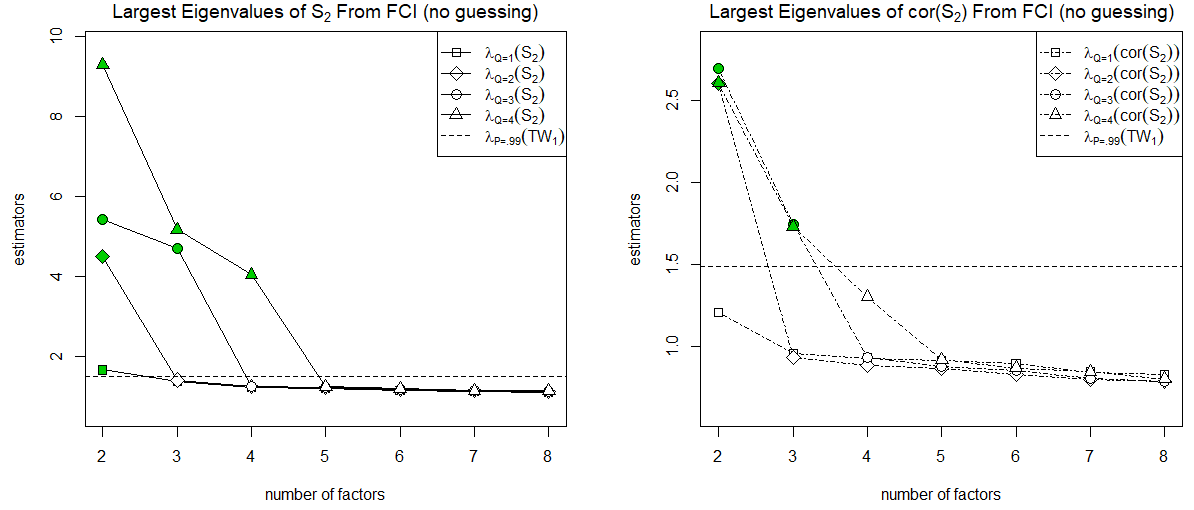 Largest Eigenvalues of S₂ From FCI (no guessing)
10
8
6
4
2
estimators
λQ=1(S₂)
λQ=2(S₂)
λQ=3(S₂)
λQ=4(S₂)
λP=.99(TW₁)
2 3 4 5 6 7 8
number of factors
Largest Eigenvalues of cor(S₂) From FCI (no guessing)
2.5
2.0
1.5
1.0
estimators
λQ=1(cor(S₂))
λQ=2(cor(S₂))
λQ=3(cor(S₂))
λQ=4(cor(S₂))
λP=.99(TW₁)
2 3 4 5 6 7 8
number of factors